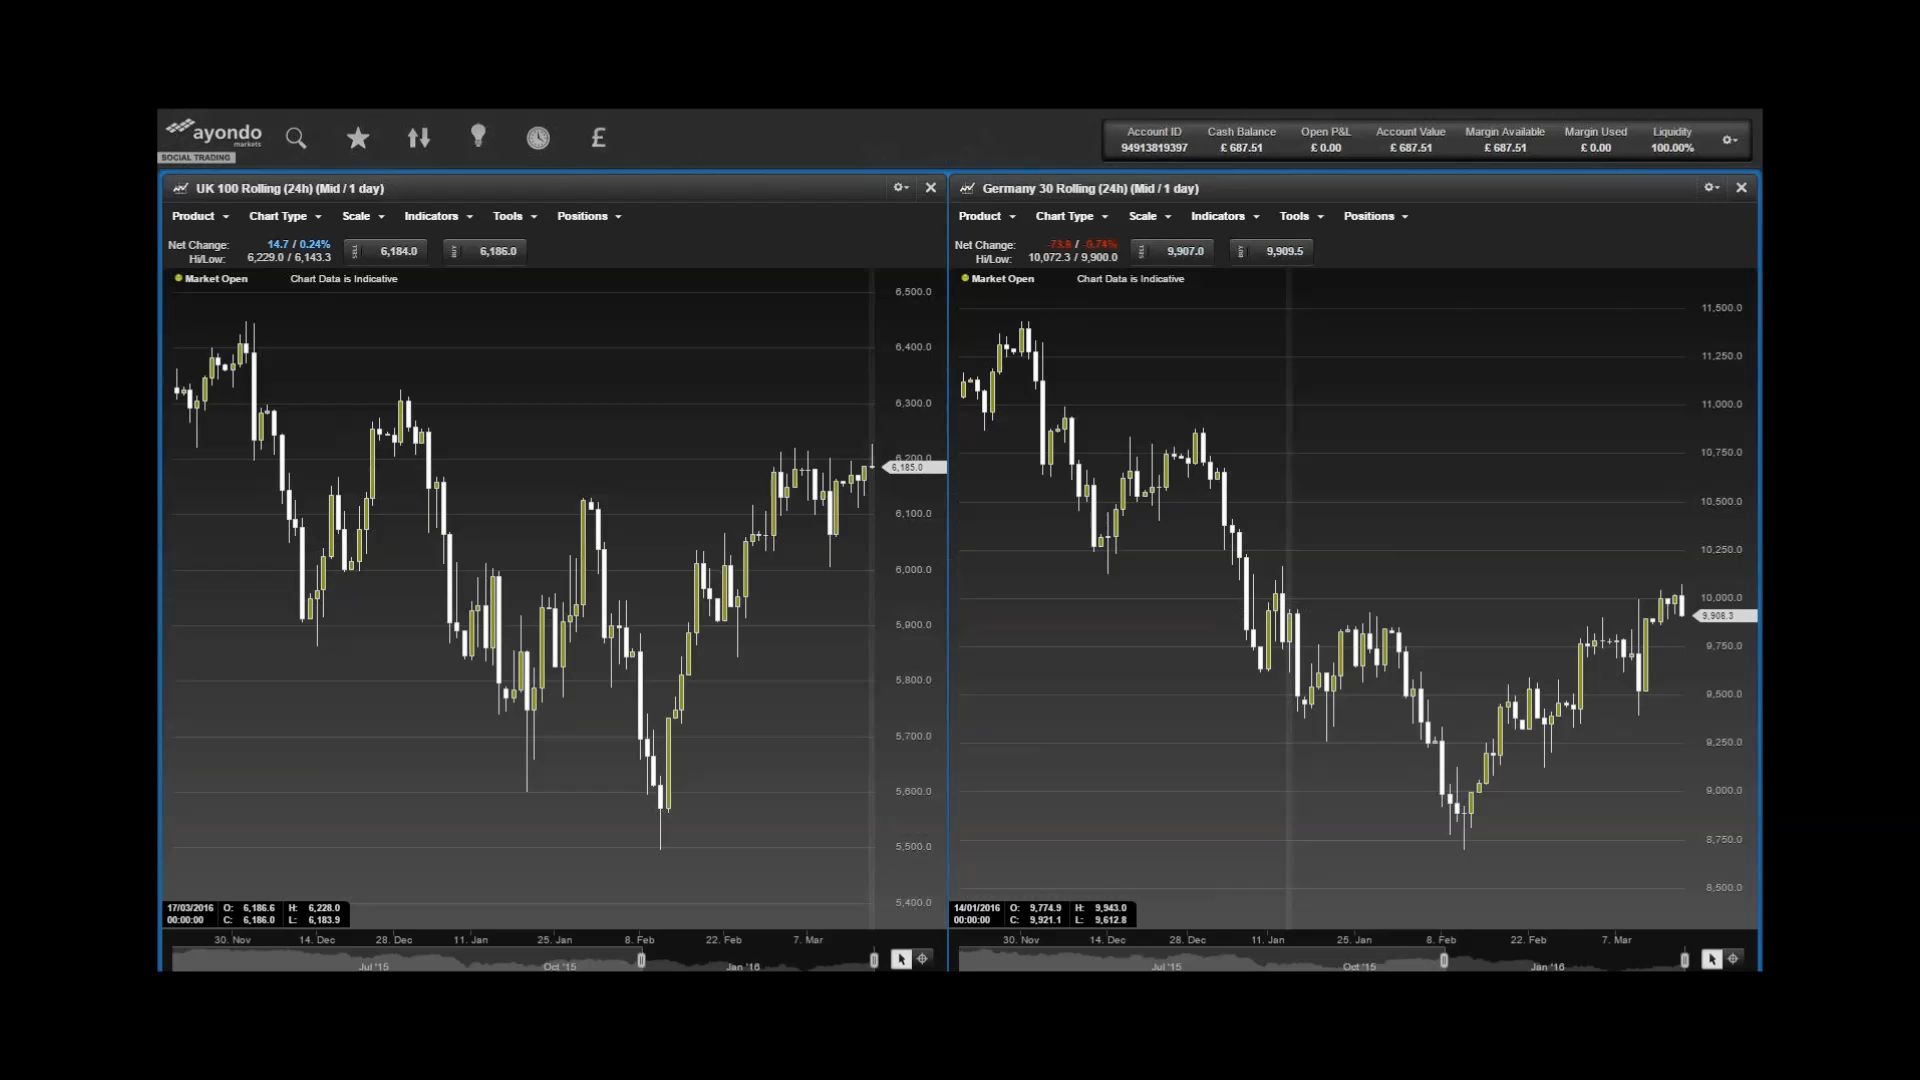 ayondo
markets
SOCIAL TRADING
£
Account ID Cash Balance Open P&L Account Value Margin Available Margin Used Liquidity
94913819397 £ 687.51 £ 0.00 £ 687.51 £ 687.51 £ 0.00 100.00%
UK 100 Rolling (24h) (Mid / 1 day)
Product Chart Type Scale Indicators Tools Positions
Net Change: 14.7 / 0.24%
Hi/Low: 6,229.0 / 6,143.3
SELL 6,184.0 BUY 6,186.0
Market Open Chart Data is Indicative
6,500.0
6,400.0
6,300.0
6,200.0
6,185.0
6,100.0
6,000.0
5,900.0
5,800.0
5,700.0
5,600.0
5,500.0
5,400.0
17/03/2016 O: 6,186.6 H: 6,228.0
00:00:00 C: 6,186.0 L: 6,183.9
30. Nov 14. Dec 28. Dec 11. Jan 25. Jan 8. Feb 22. Feb 7. Mar
Jul '15 Oct '15 Jan '16
Germany 30 Rolling (24h) (Mid / 1 day)
Product Chart Type Scale Indicators Tools Positions
Net Change: -73.8 / -0.74%
Hi/Low: 10,072.3 / 9,900.0
SELL 9,907.0 BUY 9,909.5
Market Open Chart Data is Indicative
11,500.0
11,250.0
11,000.0
10,750.0
10,500.0
10,250.0
10,000.0
9,908.3
9,750.0
9,500.0
9,250.0
9,000.0
8,750.0
8,500.0
14/01/2016 O: 9,774.9 H: 9,943.0
00:00:00 C: 9,921.1 L: 9,612.8
30. Nov 14. Dec 28. Dec 11. Jan 25. Jan 8. Feb 22. Feb 7. Mar
Jul '15 Oct '15 Jan '16